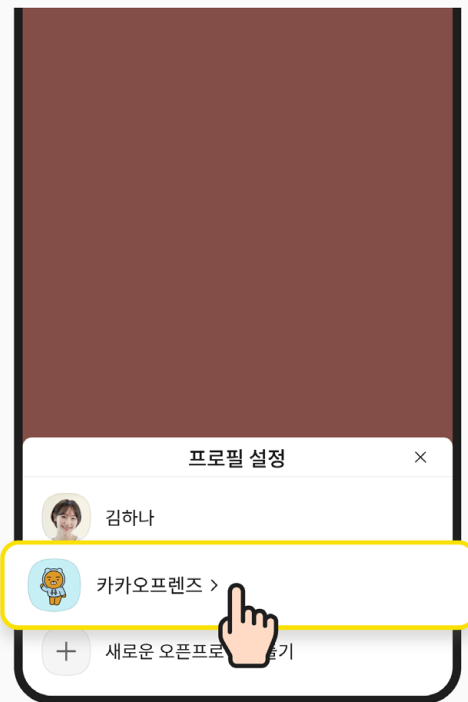 프로필 설정
김하나
카카오프렌즈 >
새로운 오픈프로
기